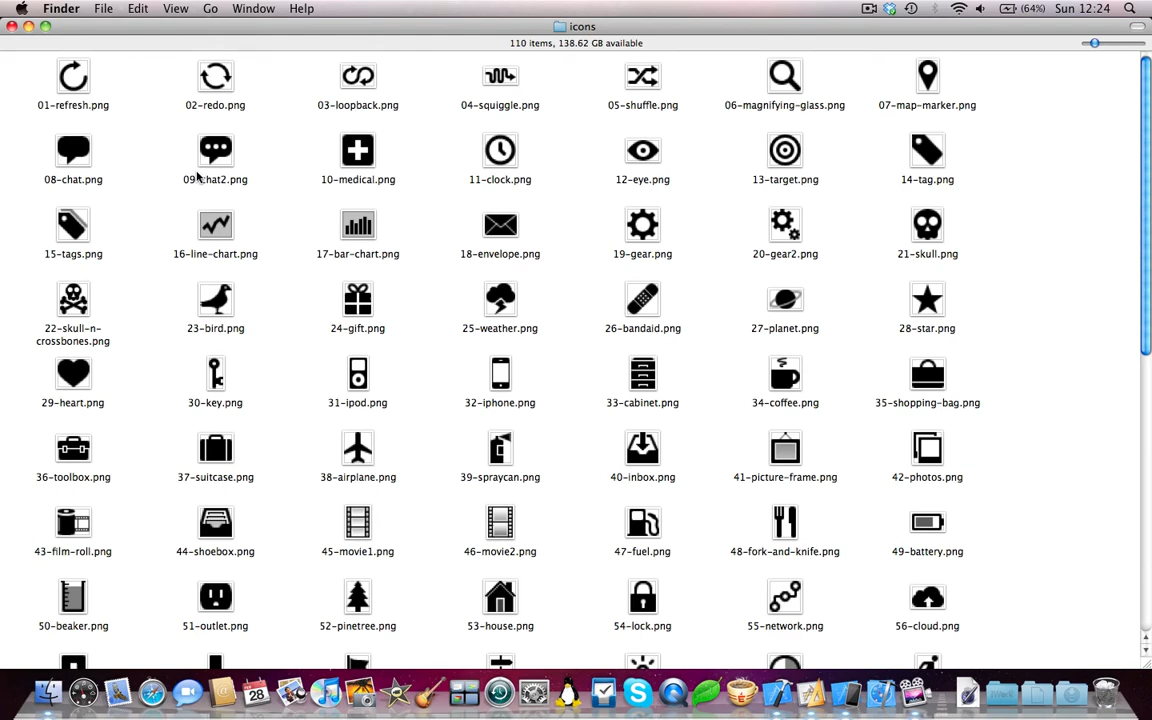 Finder File Edit View Go Window Help (64%) Sun 12:24
icons
110 items, 138.62 GB available
01-refresh.png 02-redo.png 03-loopback.png 04-squiggle.png 05-shuffle.png 06-magnifying-glass.png 07-map-marker.png
08-chat.png 09-chat2.png 10-medical.png 11-clock.png 12-eye.png 13-target.png 14-tag.png
15-tags.png 16-line-chart.png 17-bar-chart.png 18-envelope.png 19-gear.png 20-gear2.png 21-skull.png
22-skull-n-crossbones.png 23-bird.png 24-gift.png 25-weather.png 26-bandaid.png 27-planet.png 28-star.png
29-heart.png 30-key.png 31-ipod.png 32-iphone.png 33-cabinet.png 34-coffee.png 35-shopping-bag.png
36-toolbox.png 37-suitcase.png 38-airplane.png 39-spraycan.png 40-inbox.png 41-picture-frame.png 42-photos.png
43-film-roll.png 44-shoebox.png 45-movie1.png 46-movie2.png 47-fuel.png 48-fork-and-knife.png 49-battery.png
50-beaker.png 51-outlet.png 52-pinetree.png 53-house.png 54-lock.png 55-network.png 56-cloud.png
28